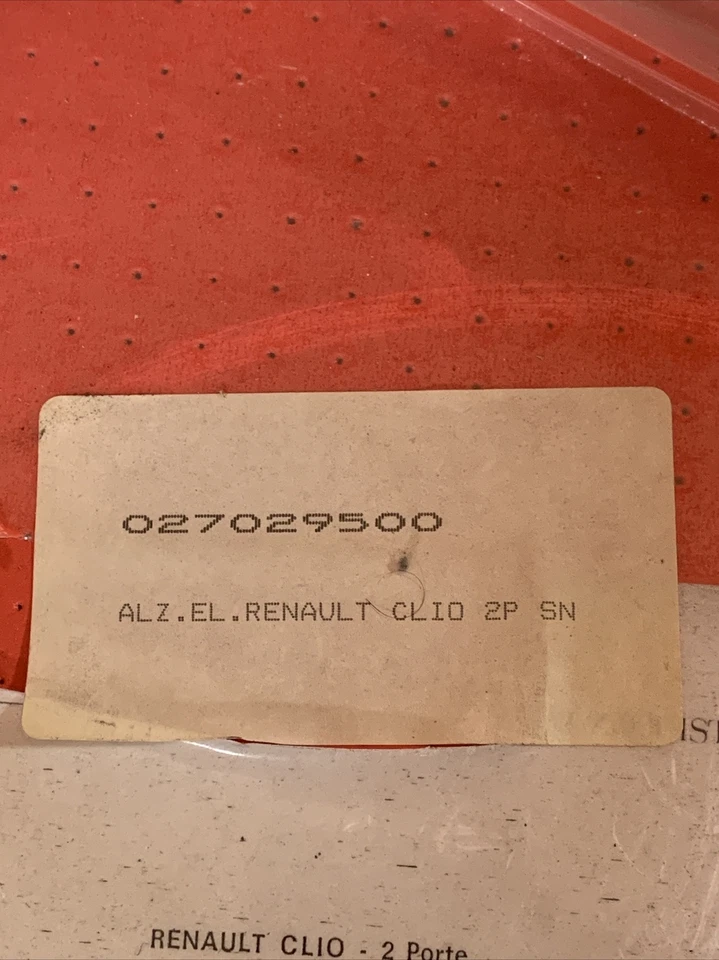 027029500
ALZ.EL.RENAULT CLIO 2P SN
RENAULT CLIO - 2 Porte